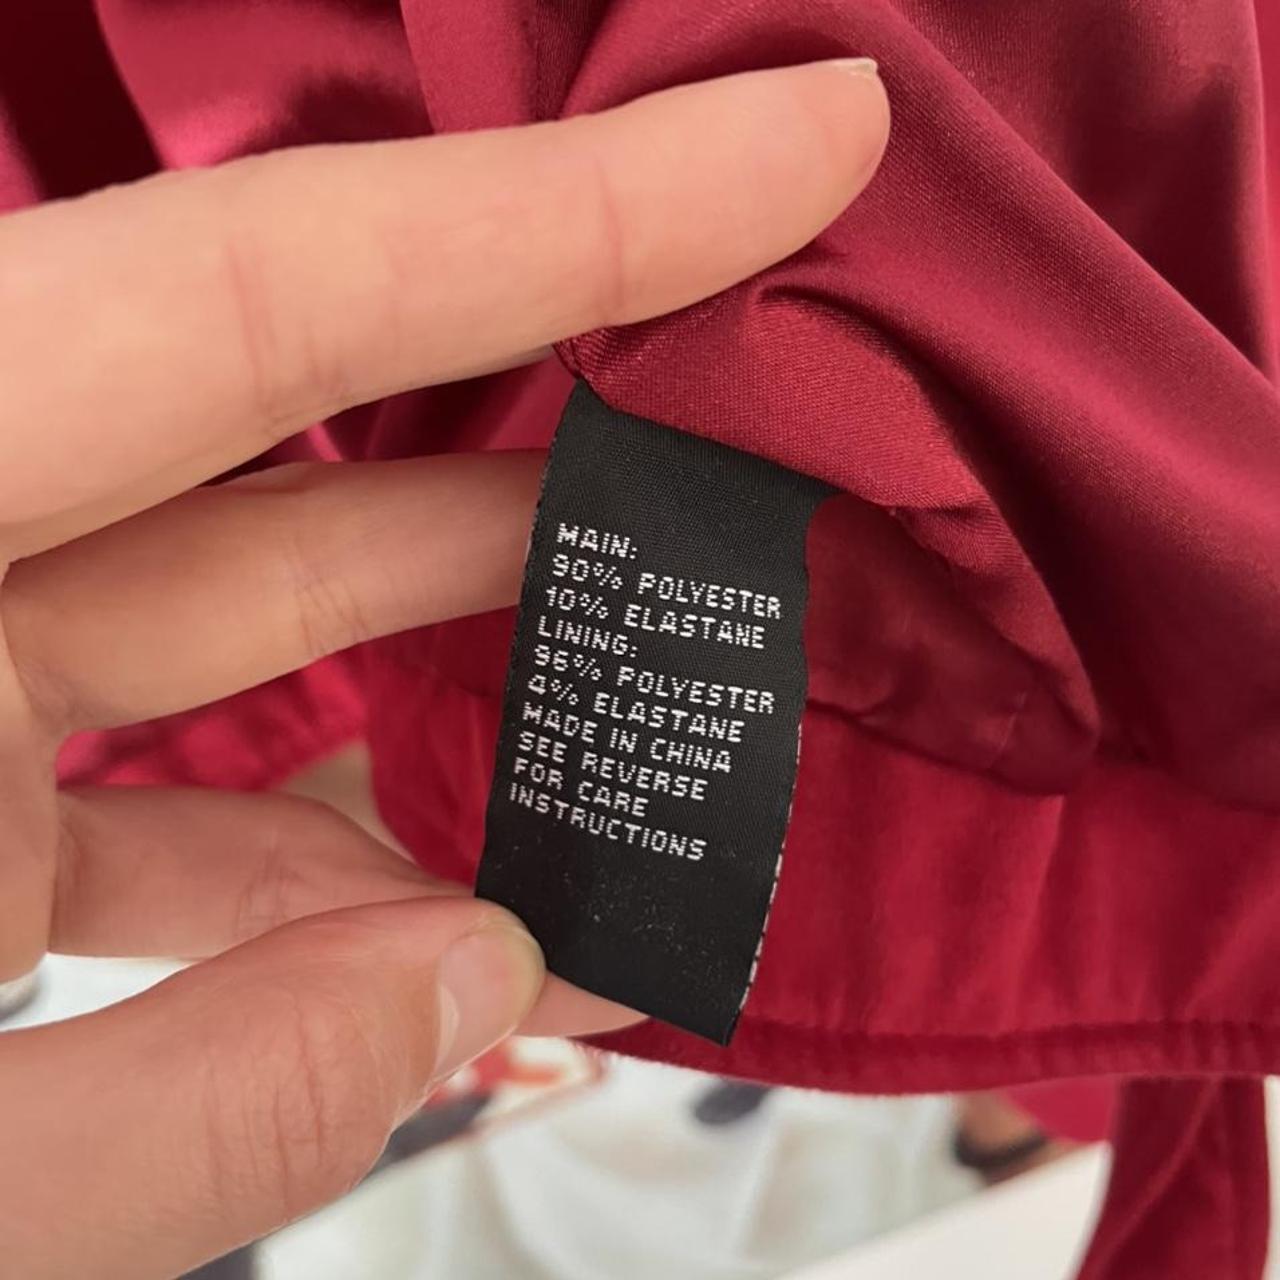 MAIN:
90% POLYESTER
10% ELASTANE
LINING:
96% POLYESTER
4% ELASTANE
MADE IN CHINA
SEE REVERSE
FOR CARE
INSTRUCTIONS